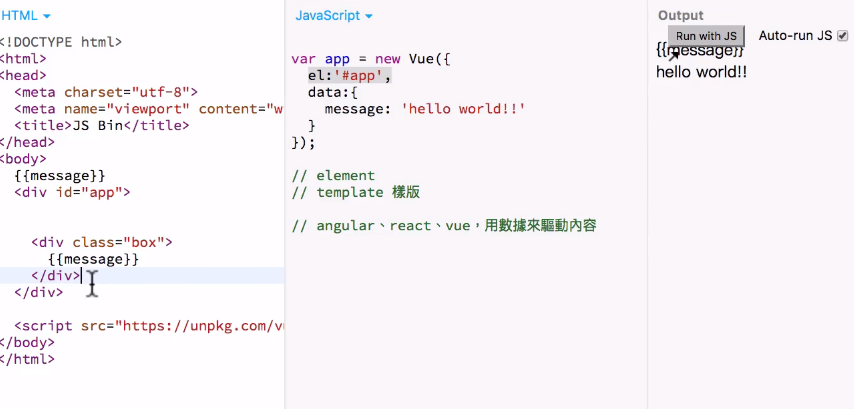 HTML
<!DOCTYPE html>
<html>
<head>
<meta charset="utf-8">
<meta name="viewport" content="w
<title>JS Bin</title>
</head>
<body>
{{message}}
<div id="app">
<div class="box">
{{message}}
</div>
</div>
<script src="https://unpkg.com/vu
</body>
</html>
JavaScript
var app = new Vue({
el:'#app',
data:{
message: 'hello world!!'
}
});
// element
// template 樣版
// angular、react、vue，用數據來驅動內容
Output
Run with JS
Auto-run JS
{{message}}
hello world!!